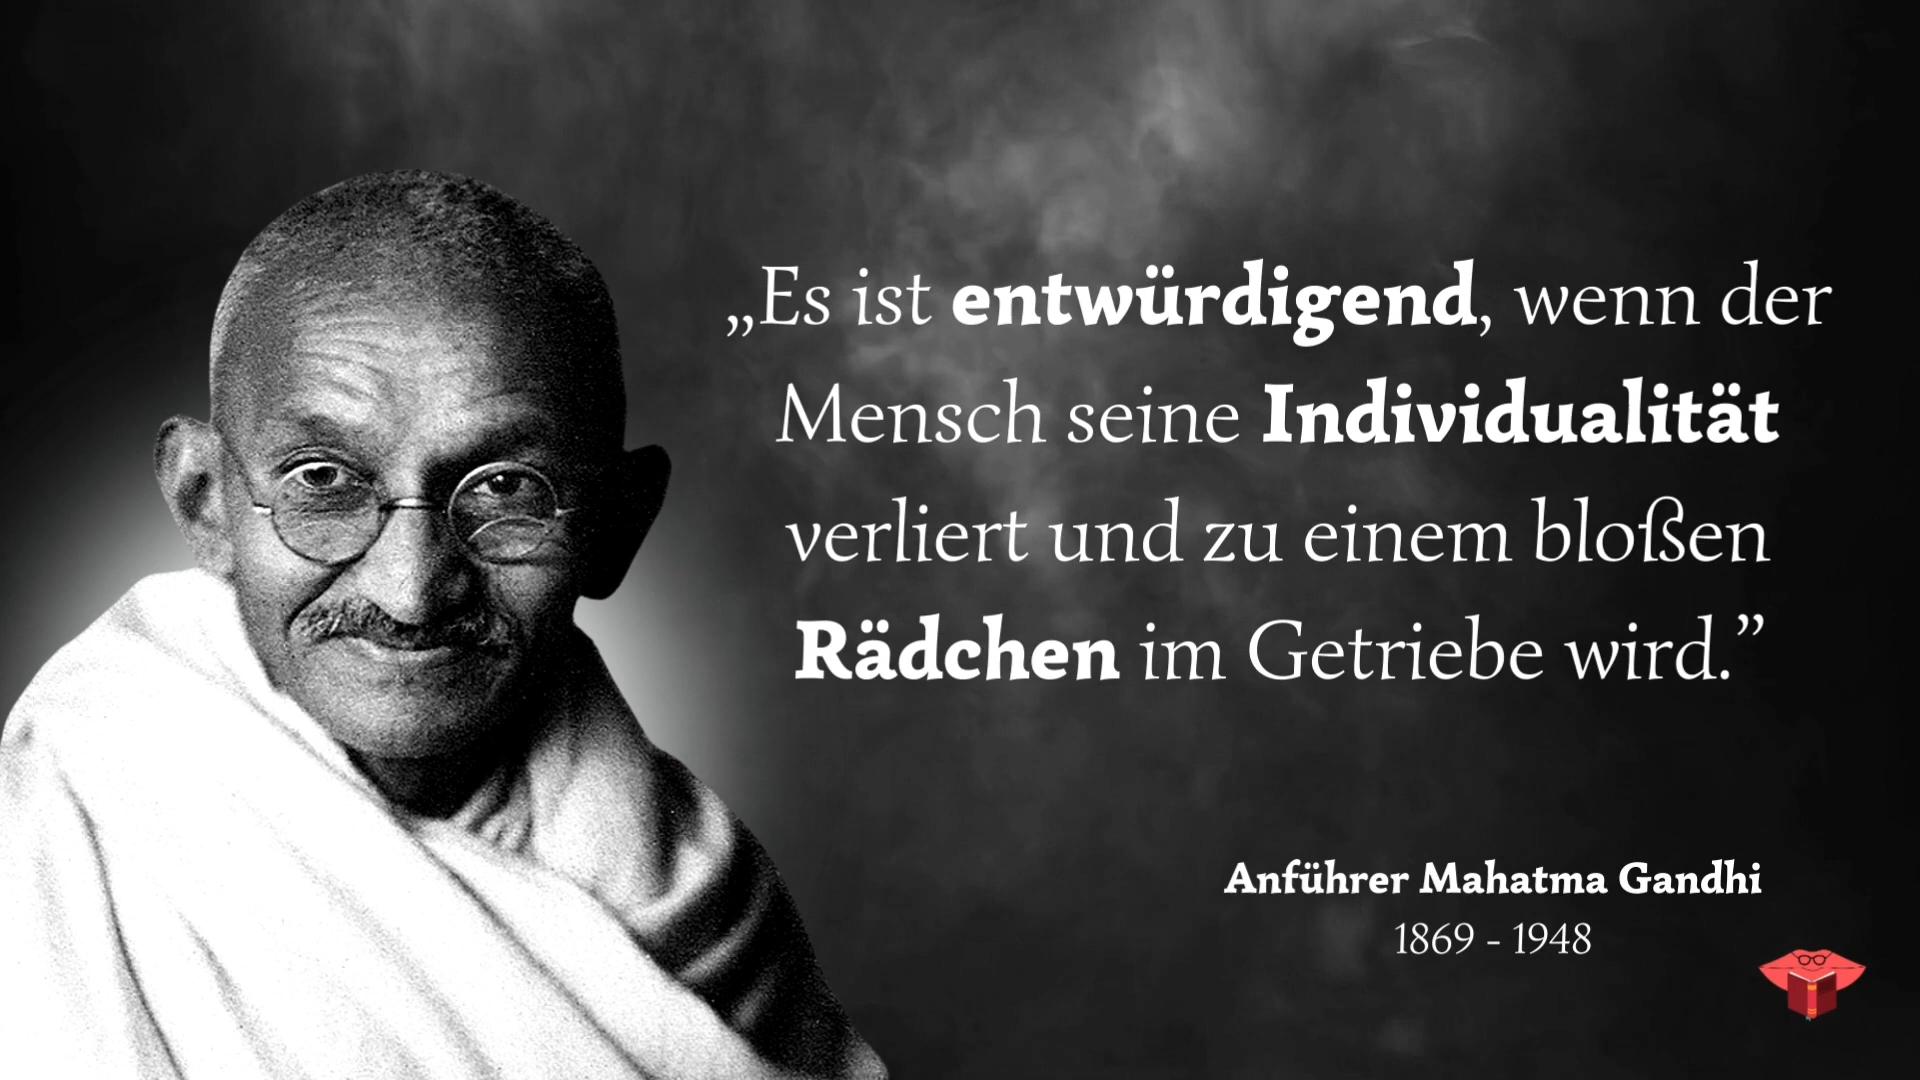 „Es ist entwürdigend, wenn der
Mensch seine Individualität
verliert und zu einem bloßen
Rädchen im Getriebe wird.”
Anführer Mahatma Gandhi
1869 - 1948